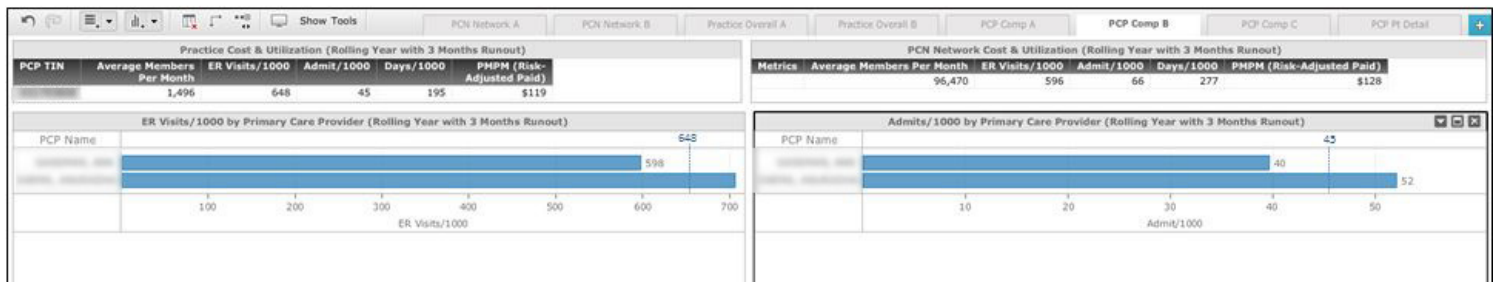 Show Tools
PCN Network A
PCN Network B
Practice Overall A
Practice Overall B
PCP Comp A
PCP Comp B
PCP Comp C
PCP Pt Detail
Practice Cost & Utilization (Rolling Year with 3 Months Runout)
PCP TIN Average Members Per Month ER Visits/1000 Admit/1000 Days/1000 PMPM (Risk-Adjusted Paid)
1,496 648 45 195 $119
PCN Network Cost & Utilization (Rolling Year with 3 Months Runout)
Metrics Average Members Per Month ER Visits/1000 Admit/1000 Days/1000 PMPM (Risk-Adjusted Paid)
96,470 596 66 277 $128
ER Visits/1000 by Primary Care Provider (Rolling Year with 3 Months Runout)
PCP Name
648
598
100 200 300 400 500 600 700
ER Visits/1000
Admits/1000 by Primary Care Provider (Rolling Year with 3 Months Runout)
PCP Name
45
40
52
10 20 30 40 50
Admit/1000